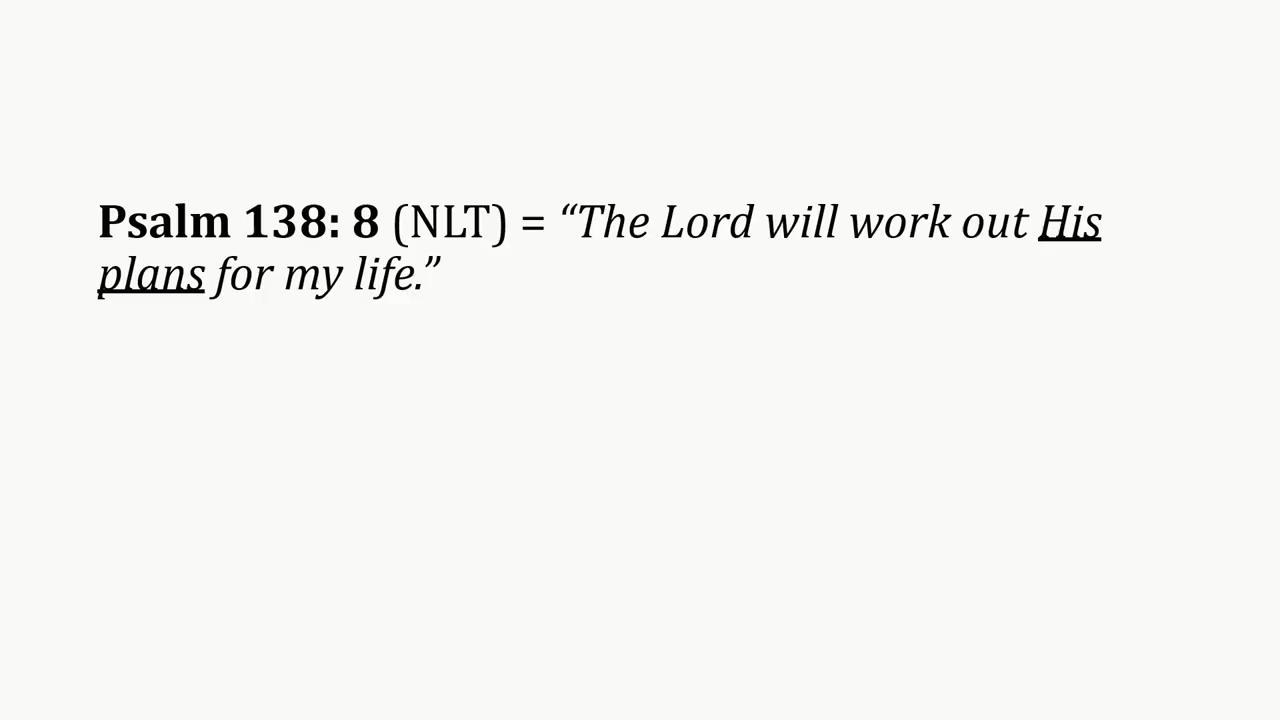 Psalm 138: 8 (NLT) = “The Lord will work out His
plans for my life.”